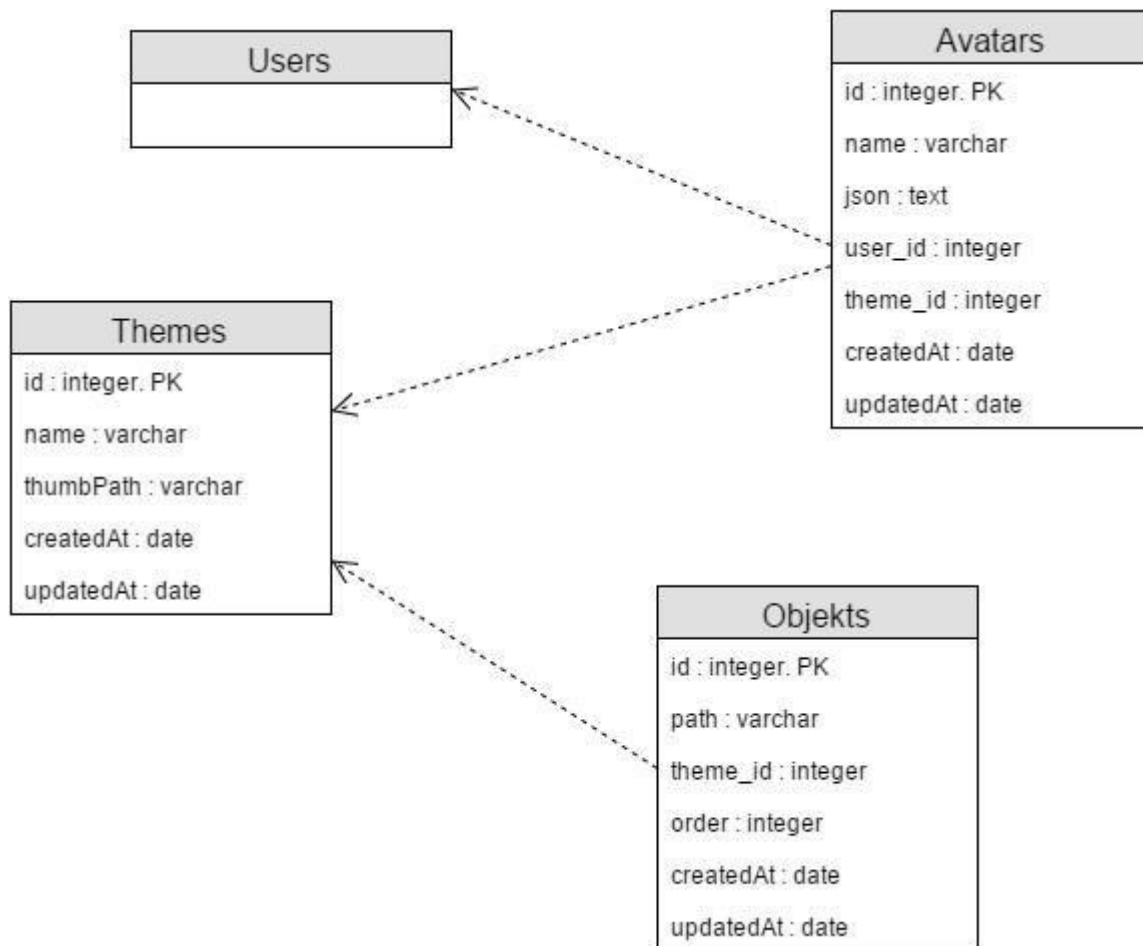 Users
Avatars
id : integer. PK
name : varchar
json : text
user_id : integer
theme_id : integer
createdAt : date
updatedAt : date
Themes
id : integer. PK
name : varchar
thumbPath : varchar
createdAt : date
updatedAt : date
Objekts
id : integer. PK
path : varchar
theme_id : integer
order : integer
createdAt : date
updatedAt : date